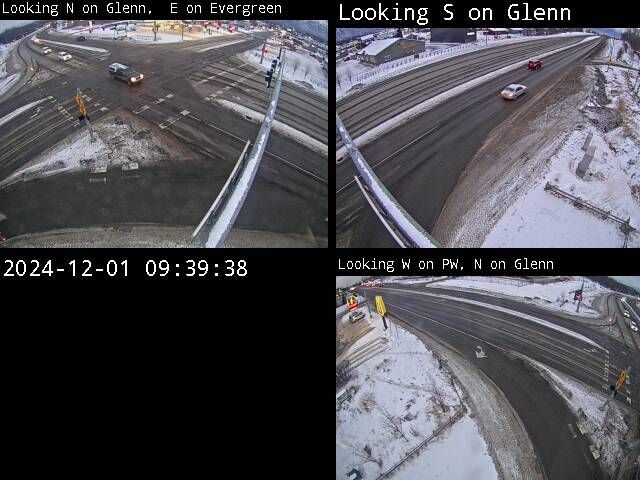 Looking N on Glenn,  E on Evergreen
Looking S on Glenn
2024-12-01 09:39:38
Looking W on PW, N on Glenn